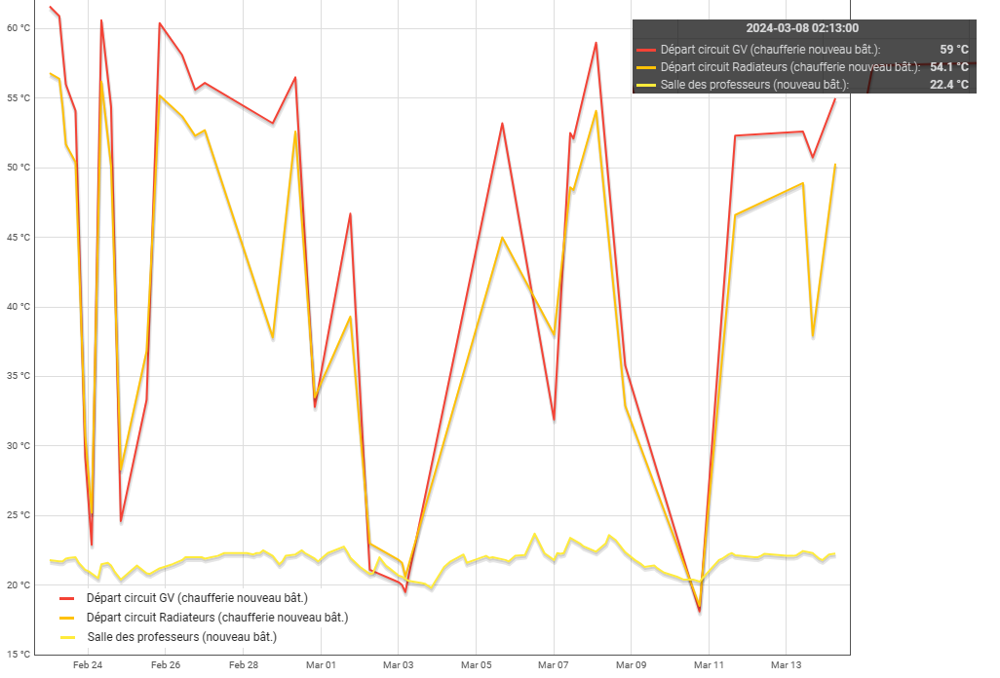 60 °C
55 °C
50 °C
45 °C
40 °C
35 °C
30 °C
25 °C
20 °C
15 °C
2024-03-08 02:13:00
Départ circuit GV (chaufferie nouveau bât.): 59 °C
Départ circuit Radiateurs (chaufferie nouveau bât.): 54.1 °C
Salle des professeurs (nouveau bât.): 22.4 °C
Départ circuit GV (chaufferie nouveau bât.)
Départ circuit Radiateurs (chaufferie nouveau bât.)
Salle des professeurs (nouveau bât.)
Feb 24 Feb 26 Feb 28 Mar 01 Mar 03 Mar 05 Mar 07 Mar 09 Mar 11 Mar 13